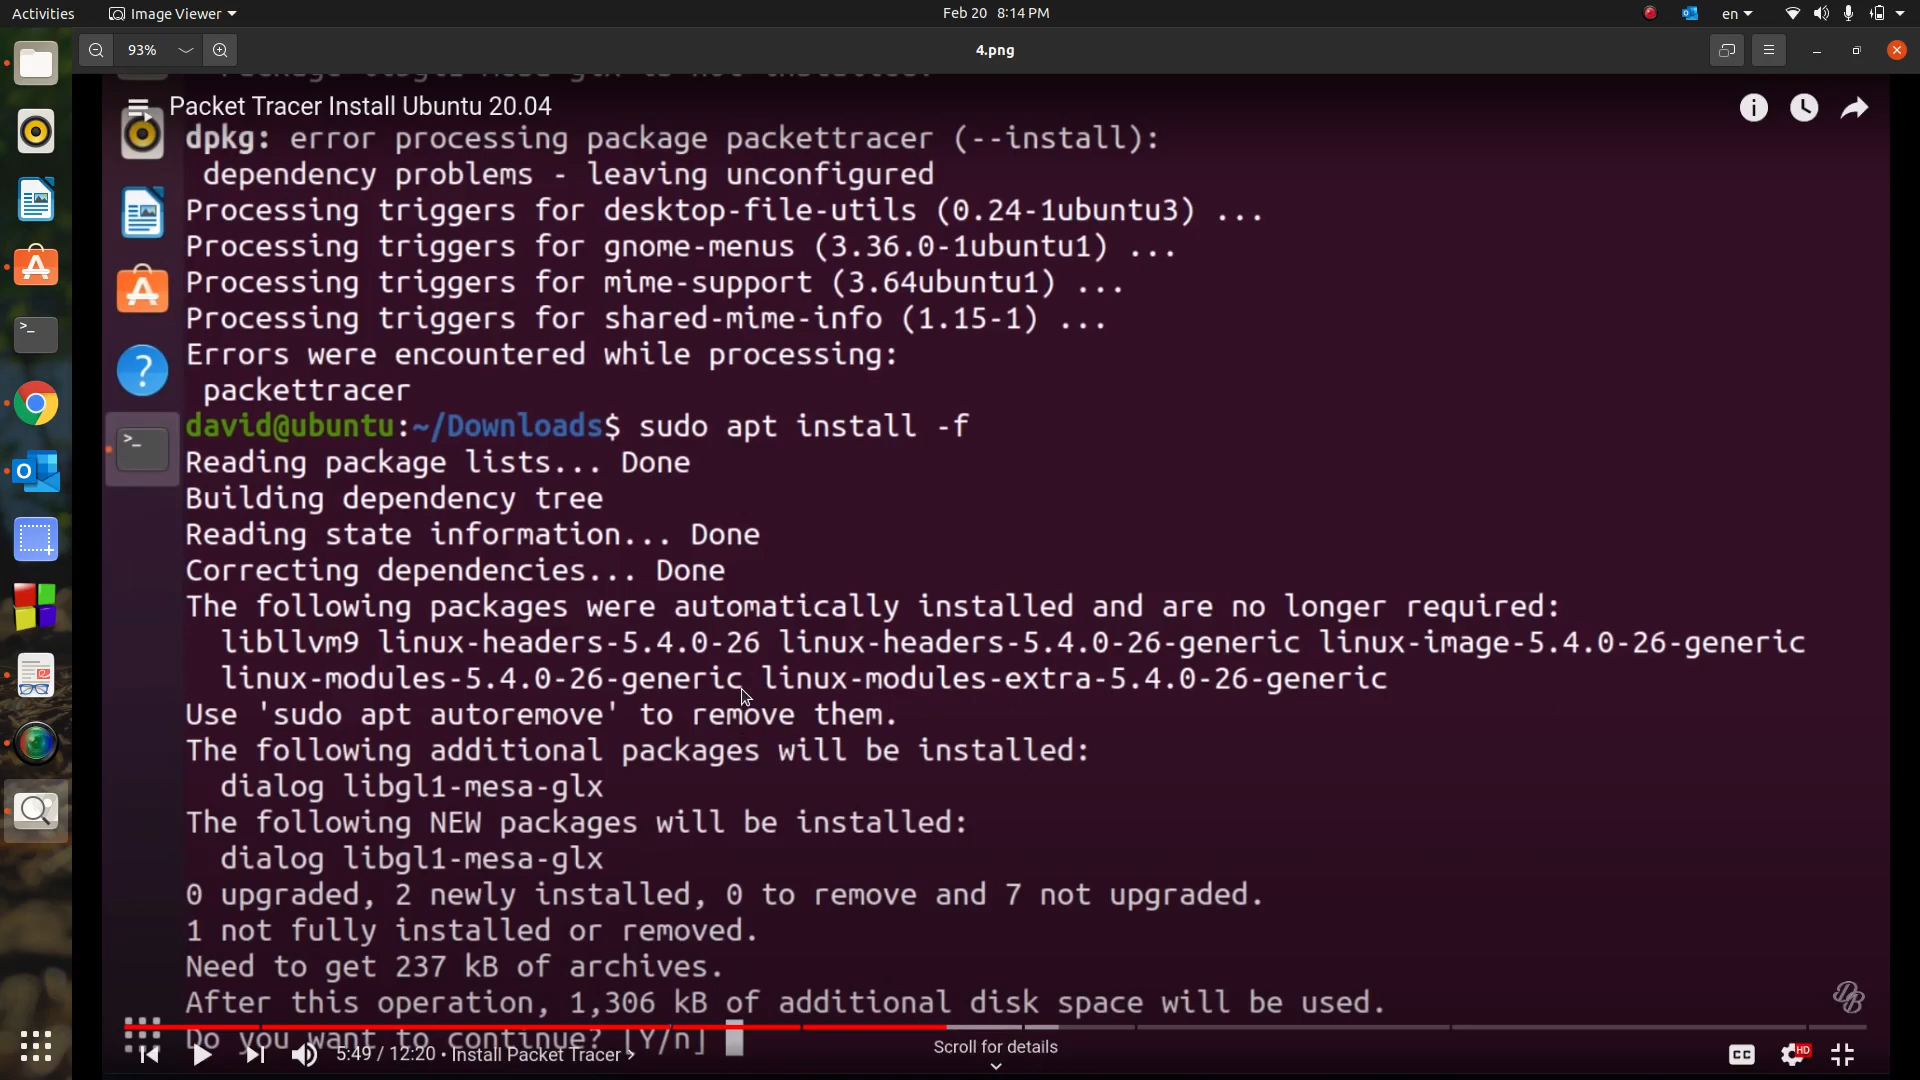 Activities
Image Viewer
Feb 20 8:14 PM
en
93%
4.png
Packet Tracer Install Ubuntu 20.04
dpkg: error processing package packettracer (--install):
dependency problems - leaving unconfigured
Processing triggers for desktop-file-utils (0.24-1ubuntu3) ...
Processing triggers for gnome-menus (3.36.0-1ubuntu1) ...
Processing triggers for mime-support (3.64ubuntu1) ...
Processing triggers for shared-mime-info (1.15-1) ...
Errors were encountered while processing:
packettracer
david@ubuntu:~/Downloads$ sudo apt install -f
Reading package lists... Done
Building dependency tree
Reading state information... Done
Correcting dependencies... Done
The following packages were automatically installed and are no longer required:
libllvm9 linux-headers-5.4.0-26 linux-headers-5.4.0-26-generic linux-image-5.4.0-26-generic
linux-modules-5.4.0-26-generic linux-modules-extra-5.4.0-26-generic
Use 'sudo apt autoremove' to remove them.
The following additional packages will be installed:
dialog libgl1-mesa-glx
The following NEW packages will be installed:
dialog libgl1-mesa-glx
0 upgraded, 2 newly installed, 0 to remove and 7 not upgraded.
1 not fully installed or removed.
Need to get 237 kB of archives.
After this operation, 1,306 kB of additional disk space will be used.
Do you want to continue? [Y/n]
5:49 / 12:20 • Install Packet Tracer >
Scroll for details
CC
HD
DB